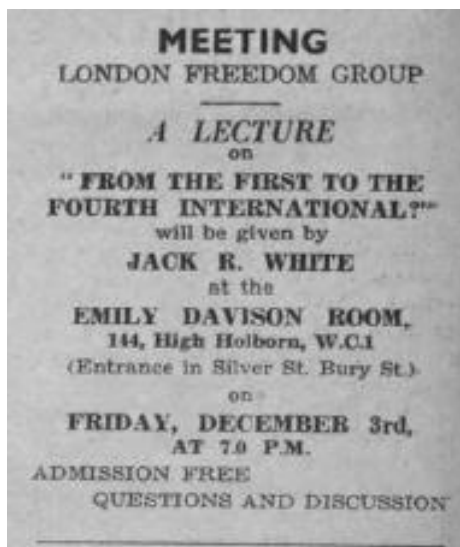 MEETING
LONDON FREEDOM GROUP
A LECTURE
on
"FROM THE FIRST TO THE
FOURTH INTERNATIONAL?"
will be given by
JACK R. WHITE
at the
EMILY DAVISON ROOM,
144, High Holborn, W.C.1
(Entrance in Silver St. Bury St.)
on
FRIDAY, DECEMBER 3rd,
AT 7.0 P.M.
ADMISSION FREE
QUESTIONS AND DISCUSSION